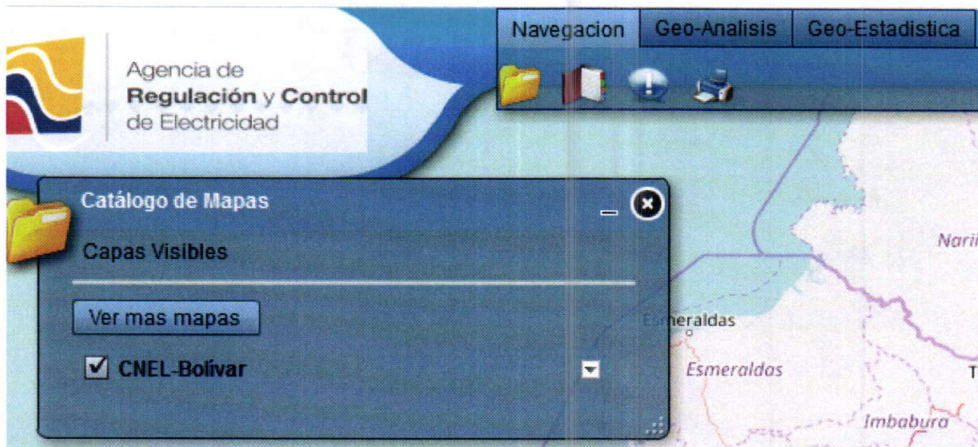 Navegacion
Geo-Analisis
Geo-Estadistica
Agencia de
Regulación y Control
de Electricidad
Catálogo de Mapas
Capas Visibles
Ver mas mapas
CNEL-Bolívar
Esmeraldas
Esmeraldas
Imbabura